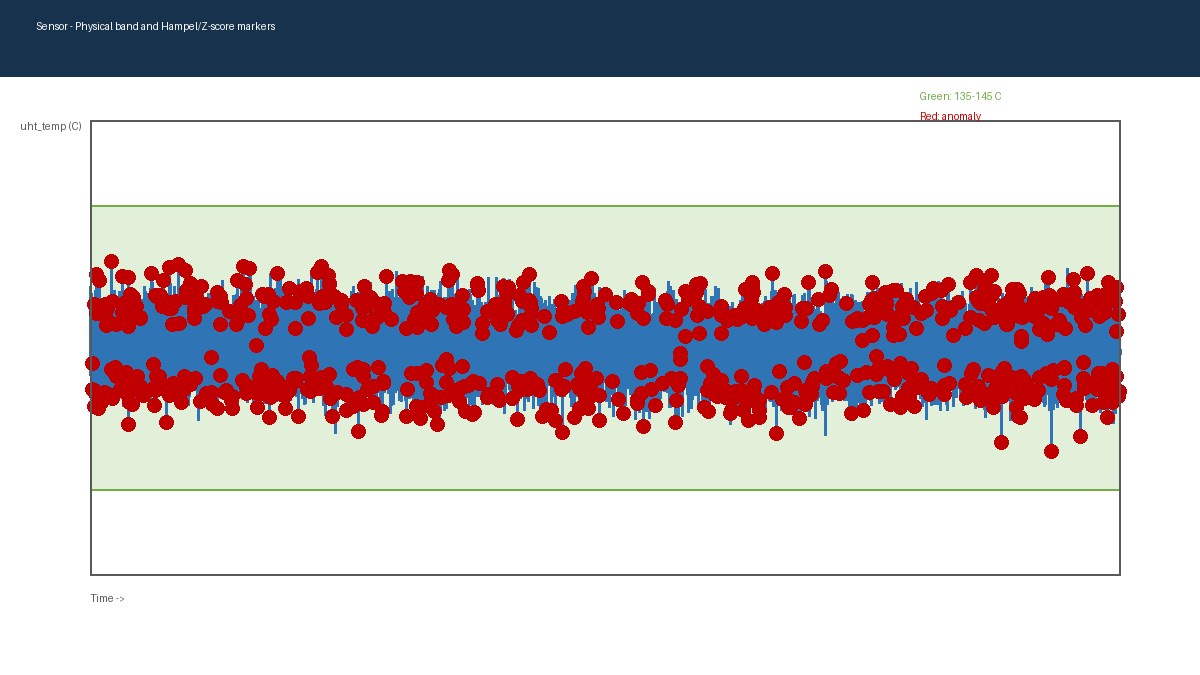 Sensor - Physical band and Hampel/Z-score markers
Green: 135-145 C
Red: anomaly
uht_temp (C)
Time ->